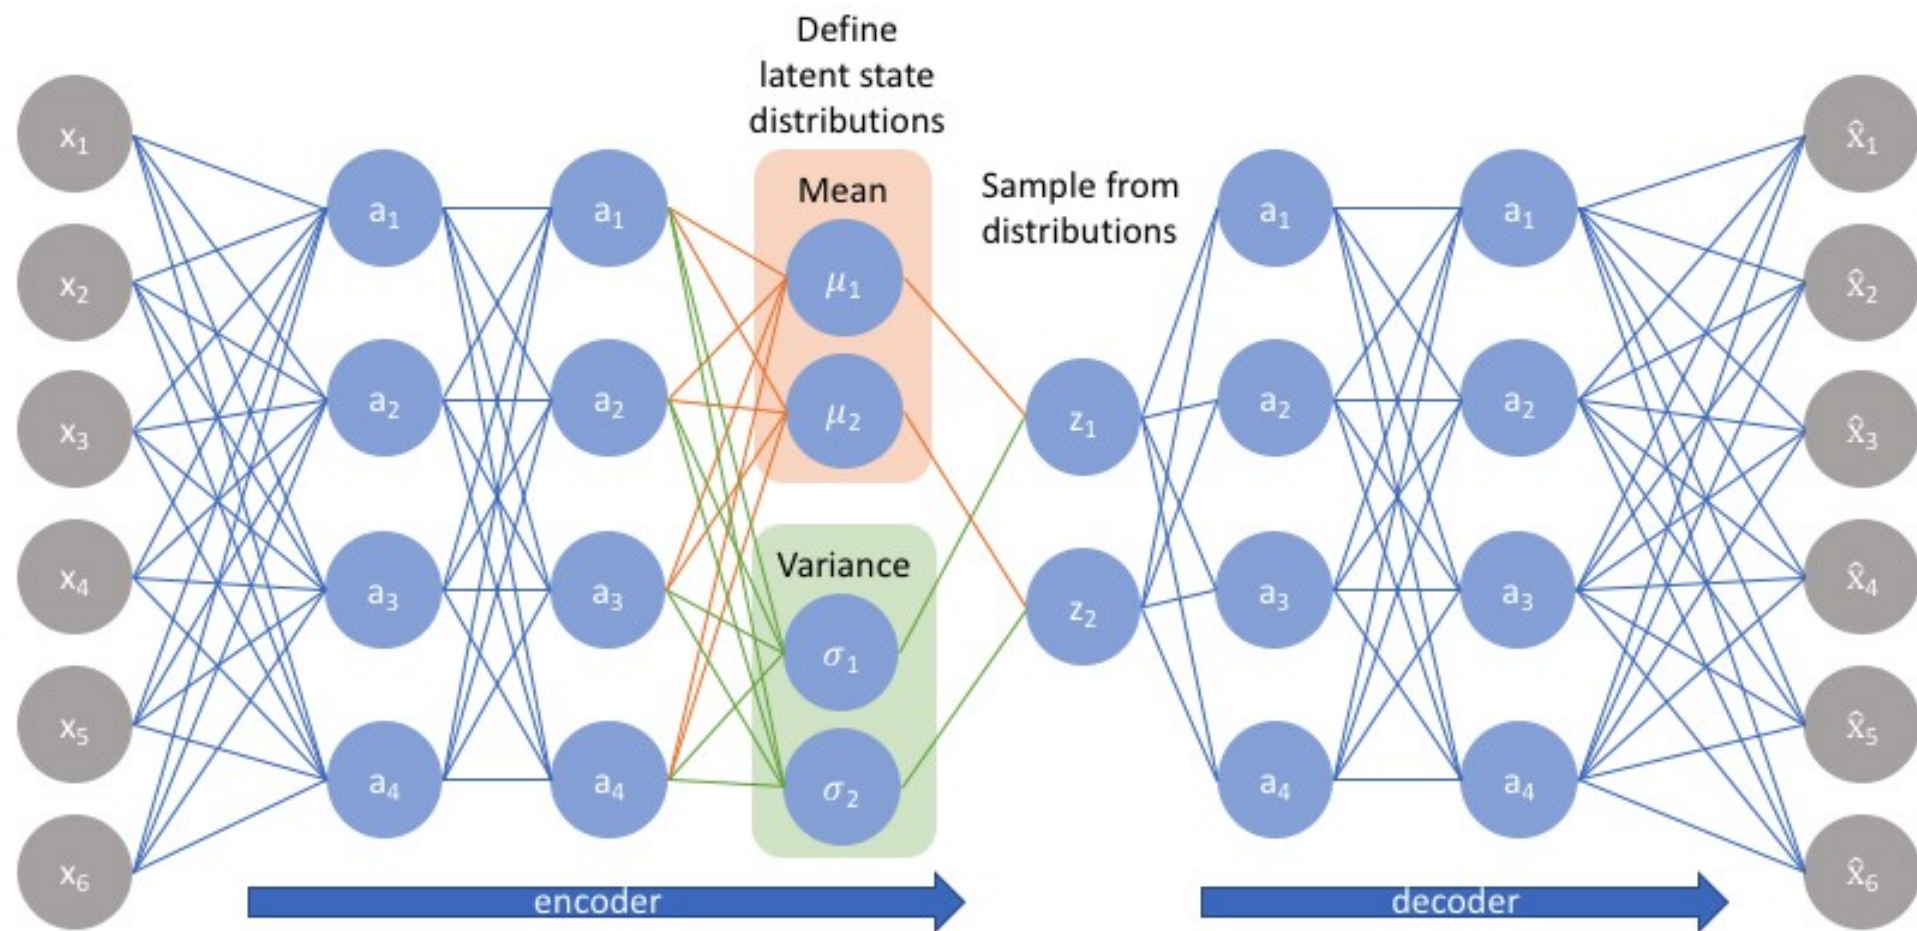 Define
latent state
distributions
Mean
Sample from
distributions
Variance
x₁
x₂
x₃
x₄
x₅
x₆
a₁
a₂
a₃
a₄
a₁
a₂
a₃
a₄
μ₁
μ₂
σ₁
σ₂
z₁
z₂
a₁
a₂
a₃
a₄
a₁
a₂
a₃
a₄
x̂₁
x̂₂
x̂₃
x̂₄
x̂₅
x̂₆
encoder
decoder